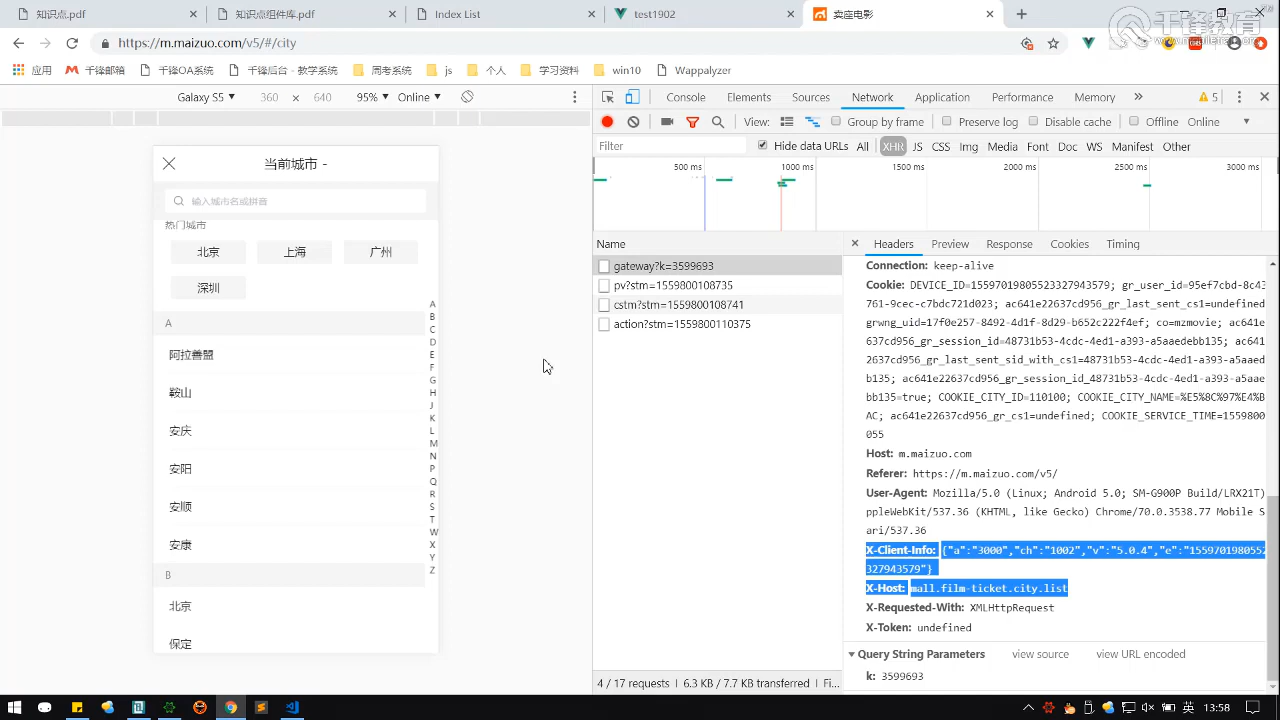 知识点.pdf
知识点组件库.pdf
Index List
test1902
卖座电影
千锋教育
https://m.maizuo.com/v5/#/city
应用
千锋邮箱
千锋OA系统
千锋后台 - 教学系统
周考系统
js
个人
学习资料
win10
Wappalyzer
Galaxy S5
360 × 640
95%
Online
Console
Elements
Sources
Network
Application
Performance
Memory
5
View:
Group by frame
Preserve log
Disable cache
Offline
Online
Filter
Hide data URLs
All
XHR
JS
CSS
Img
Media
Font
Doc
WS
Manifest
Other
500 ms
1000 ms
1500 ms
2000 ms
2500 ms
3000 ms
当前城市 -
输入城市名或拼音
热门城市
北京
上海
广州
深圳
A
阿拉善盟
鞍山
安庆
安阳
安顺
安康
B
北京
保定
A
B
C
D
E
F
G
H
J
K
L
M
N
P
Q
R
S
T
W
X
Y
Z
Name
gateway?k=3599693
pv?stm=1559800108735
cstm?stm=1559800108741
action?stm=1559800110375
4 / 17 requests | 6.3 KB / 7.7 KB transferred | Fi...
Headers
Preview
Response
Cookies
Timing
Connection: keep-alive
Cookie: DEVICE_ID=1559701980552327943579; gr_user_id=95ef7cbd-8c43
761-9cec-c7bdc721d023; ac641e22637cd956_gr_last_sent_cs1=undefined
grwng_uid=17f0e257-8492-4d1f-8d29-b652c222f4ef; co=mzmovie; ac641e
637cd956_gr_session_id=48731b53-4cdc-4ed1-a393-a5aaedebb135; ac641
2637cd956_gr_last_sent_sid_with_cs1=48731b53-4cdc-4ed1-a393-a5aaed
b135; ac641e22637cd956_gr_session_id_48731b53-4cdc-4ed1-a393-a5aae
bb135=true; COOKIE_CITY_ID=110100; COOKIE_CITY_NAME=%E5%8C%97%E4%B
AC; ac641e22637cd956_gr_cs1=undefined; COOKIE_SERVICE_TIME=1559800
055
Host: m.maizuo.com
Referer: https://m.maizuo.com/v5/
User-Agent: Mozilla/5.0 (Linux; Android 5.0; SM-G900P Build/LRX21T)
ppleWebKit/537.36 (KHTML, like Gecko) Chrome/70.0.3538.77 Mobile S
ari/537.36
X-Client-Info: {"a":"3000","ch":"1002","v":"5.0.4","e":"1559701980552
327943579"}
X-Host: mall.film-ticket.city.list
X-Requested-With: XMLHttpRequest
X-Token: undefined
Query String Parameters
view source
view URL encoded
k: 3599693
英
13:58